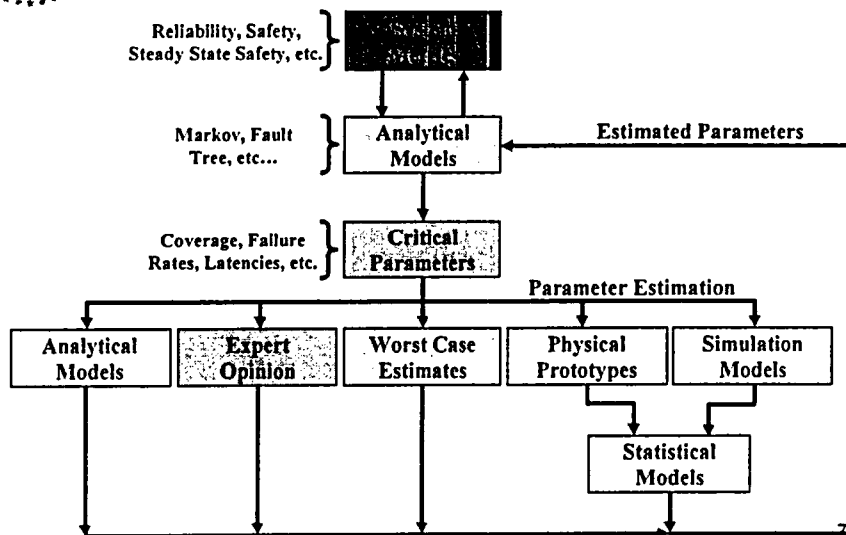 Reliability, Safety,
Steady State Safety, etc.
Markov, Fault
Tree, etc...
Analytical
Models
Estimated Parameters
Coverage, Failure
Rates, Latencies, etc.
Critical
Parameters
Parameter Estimation
Analytical
Models
Expert
Opinion
Worst Case
Estimates
Physical
Prototypes
Simulation
Models
Statistical
Models
7